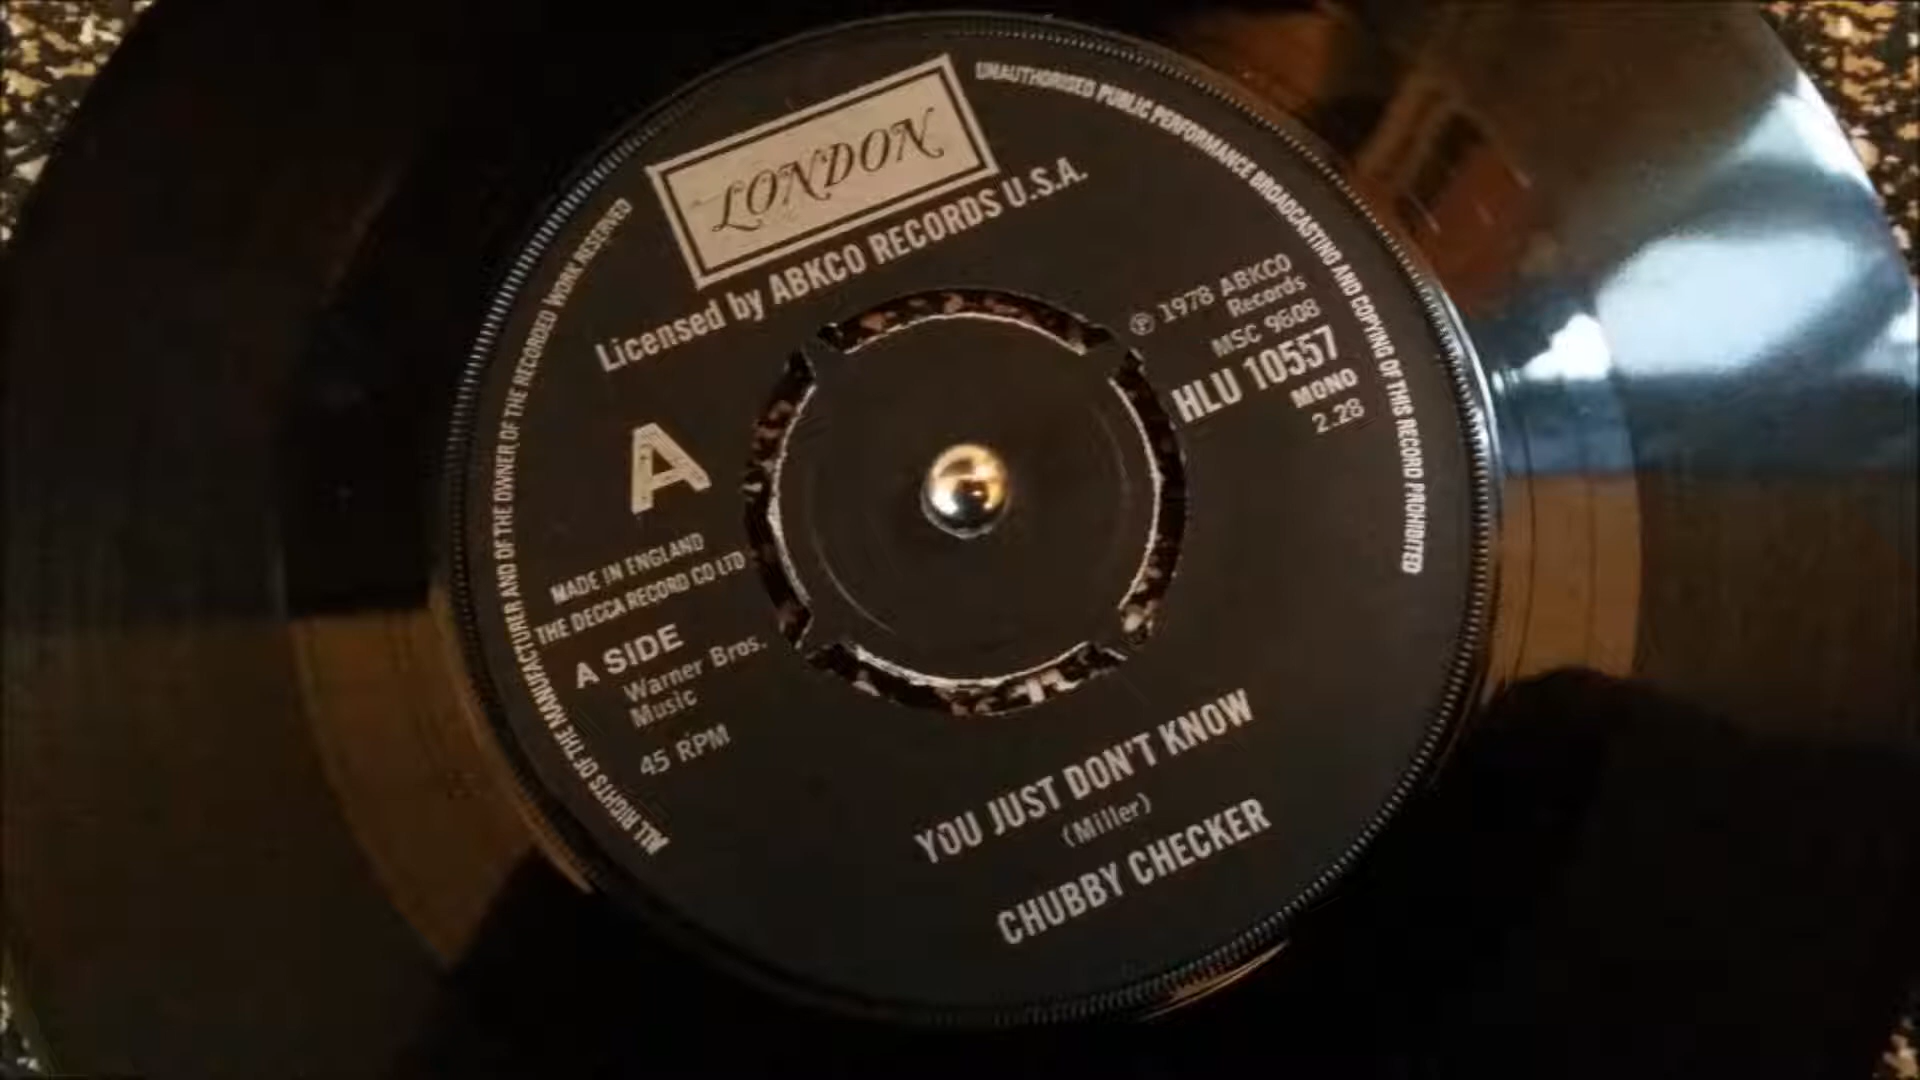 LONDON
Licensed by ABKCO RECORDS U.S.A.
UNAUTHORISED PUBLIC PERFORMANCE BROADCASTING AND COPYING OF THIS RECORD PROHIBITED
ALL RIGHTS OF THE MANUFACTURER AND OF THE OWNER OF THE RECORDED WORK RESERVED
℗ 1978 ABKCO
Records
MSC 9608
HLU 10557
MONO
2.28
A
MADE IN ENGLAND
THE DECCA RECORD CO LTD
A SIDE
Warner Bros.
Music
45 RPM
YOU JUST DON'T KNOW
(Miller)
CHUBBY CHECKER